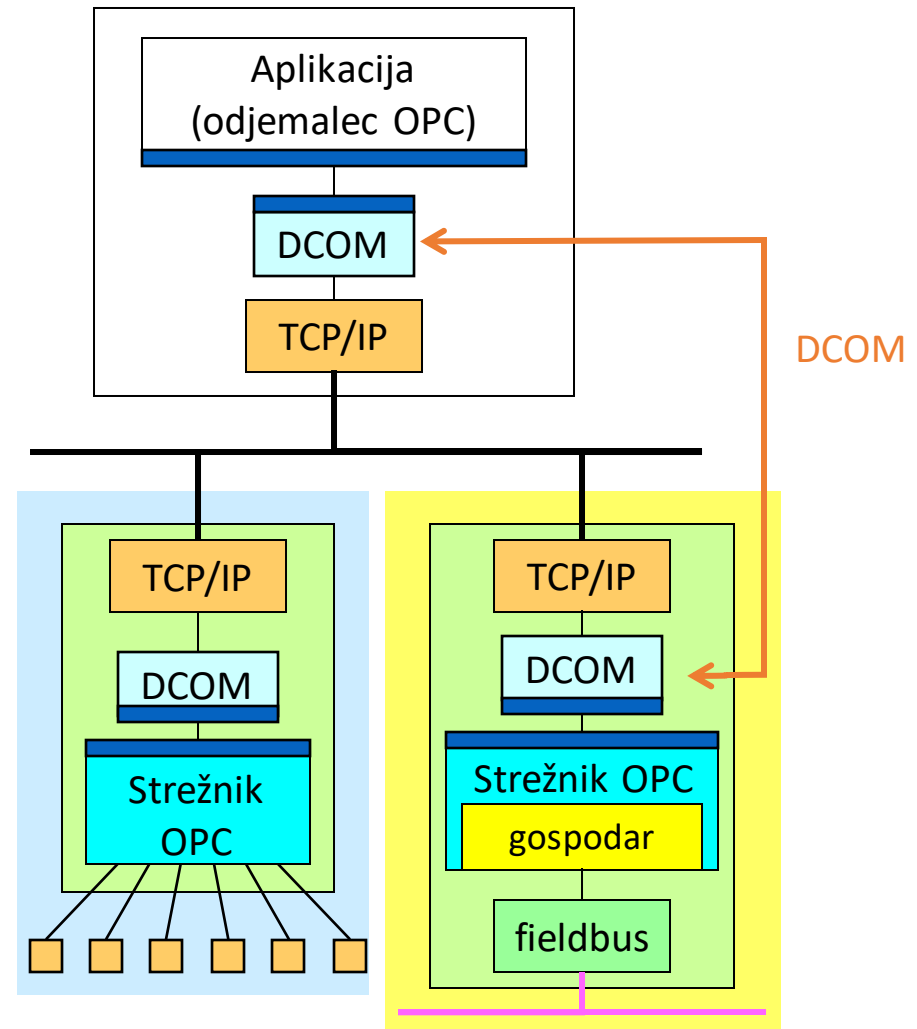 Aplikacija
(odjemalec OPC)
DCOM
TCP/IP
DCOM
TCP/IP
DCOM
Strežnik
OPC
TCP/IP
DCOM
Strežnik OPC
gospodar
fieldbus